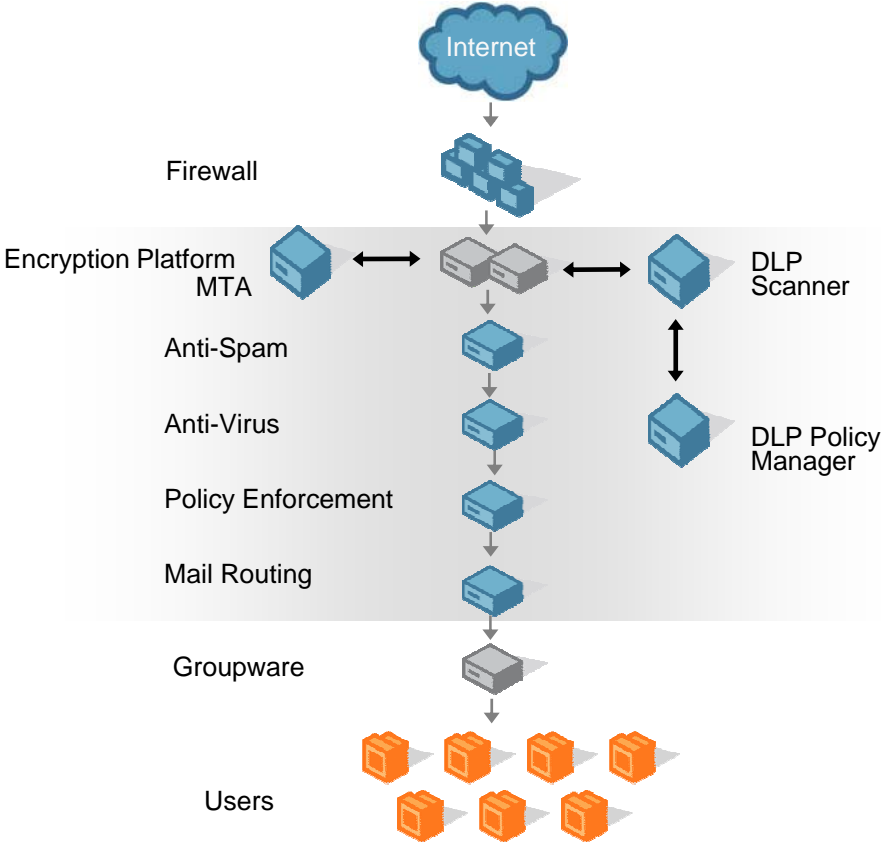 Internet
Firewall
Encryption Platform
MTA
DLP
Scanner
Anti-Spam
Anti-Virus
DLP Policy
Manager
Policy Enforcement
Mail Routing
Groupware
Users